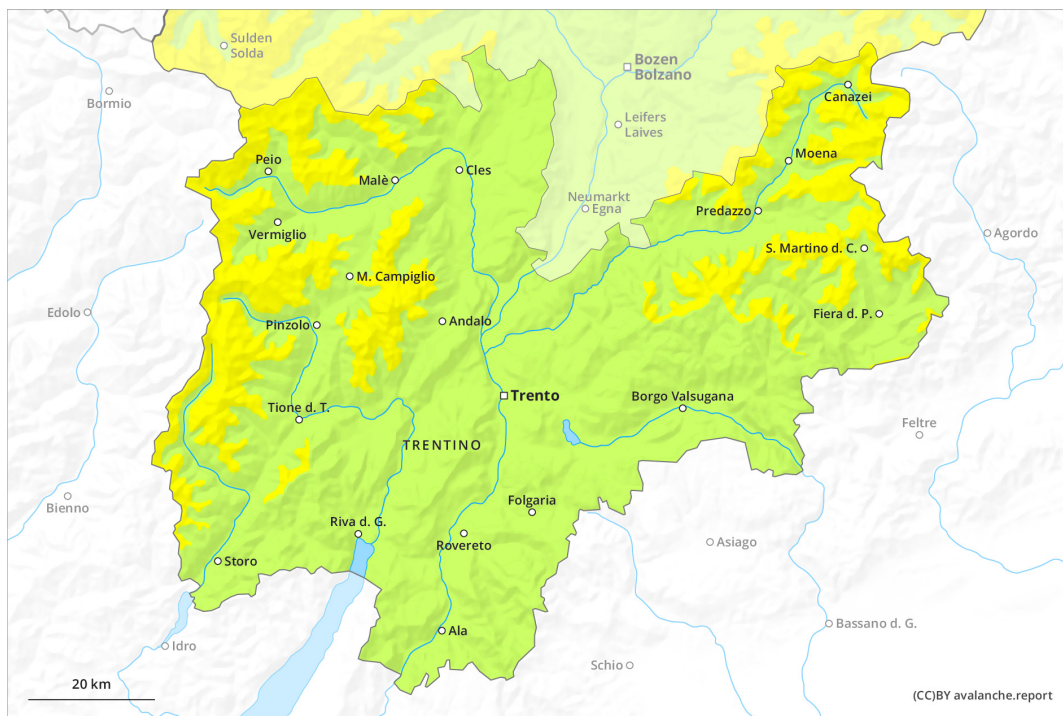 Sulden
Solda
Bozen
Bolzano
Bormio
Canazei
Leifers
Laives
Peio
Moena
Malè
Cles
Neumarkt
Egna
Predazzo
Vermiglio
Agordo
S. Martino d. C.
M. Campiglio
Edolo
Fiera d. P.
Pinzolo
Andalo
Trento
Borgo Valsugana
Tione d. T.
Feltre
TRENTINO
Bienno
Folgaria
Riva d. G.
Rovereto
Asiago
Storo
Bassano d. G.
Ala
Idro
Schio
20 km
(CC)BY avalanche.report